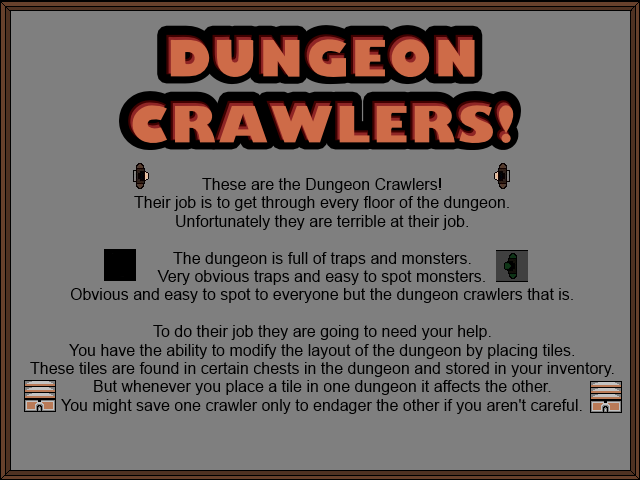 DUNGEON
CRAWLERS!
These are the Dungeon Crawlers!
Their job is to get through every floor of the dungeon.
Unfortunately they are terrible at their job.
The dungeon is full of traps and monsters.
Very obvious traps and easy to spot monsters.
Obvious and easy to spot to everyone but the dungeon crawlers that is.
To do their job they are going to need your help.
You have the ability to modify the layout of the dungeon by placing tiles.
These tiles are found in certain chests in the dungeon and stored in your inventory.
But whenever you place a tile in one dungeon it affects the other.
You might save one crawler only to endager the other if you aren't careful.